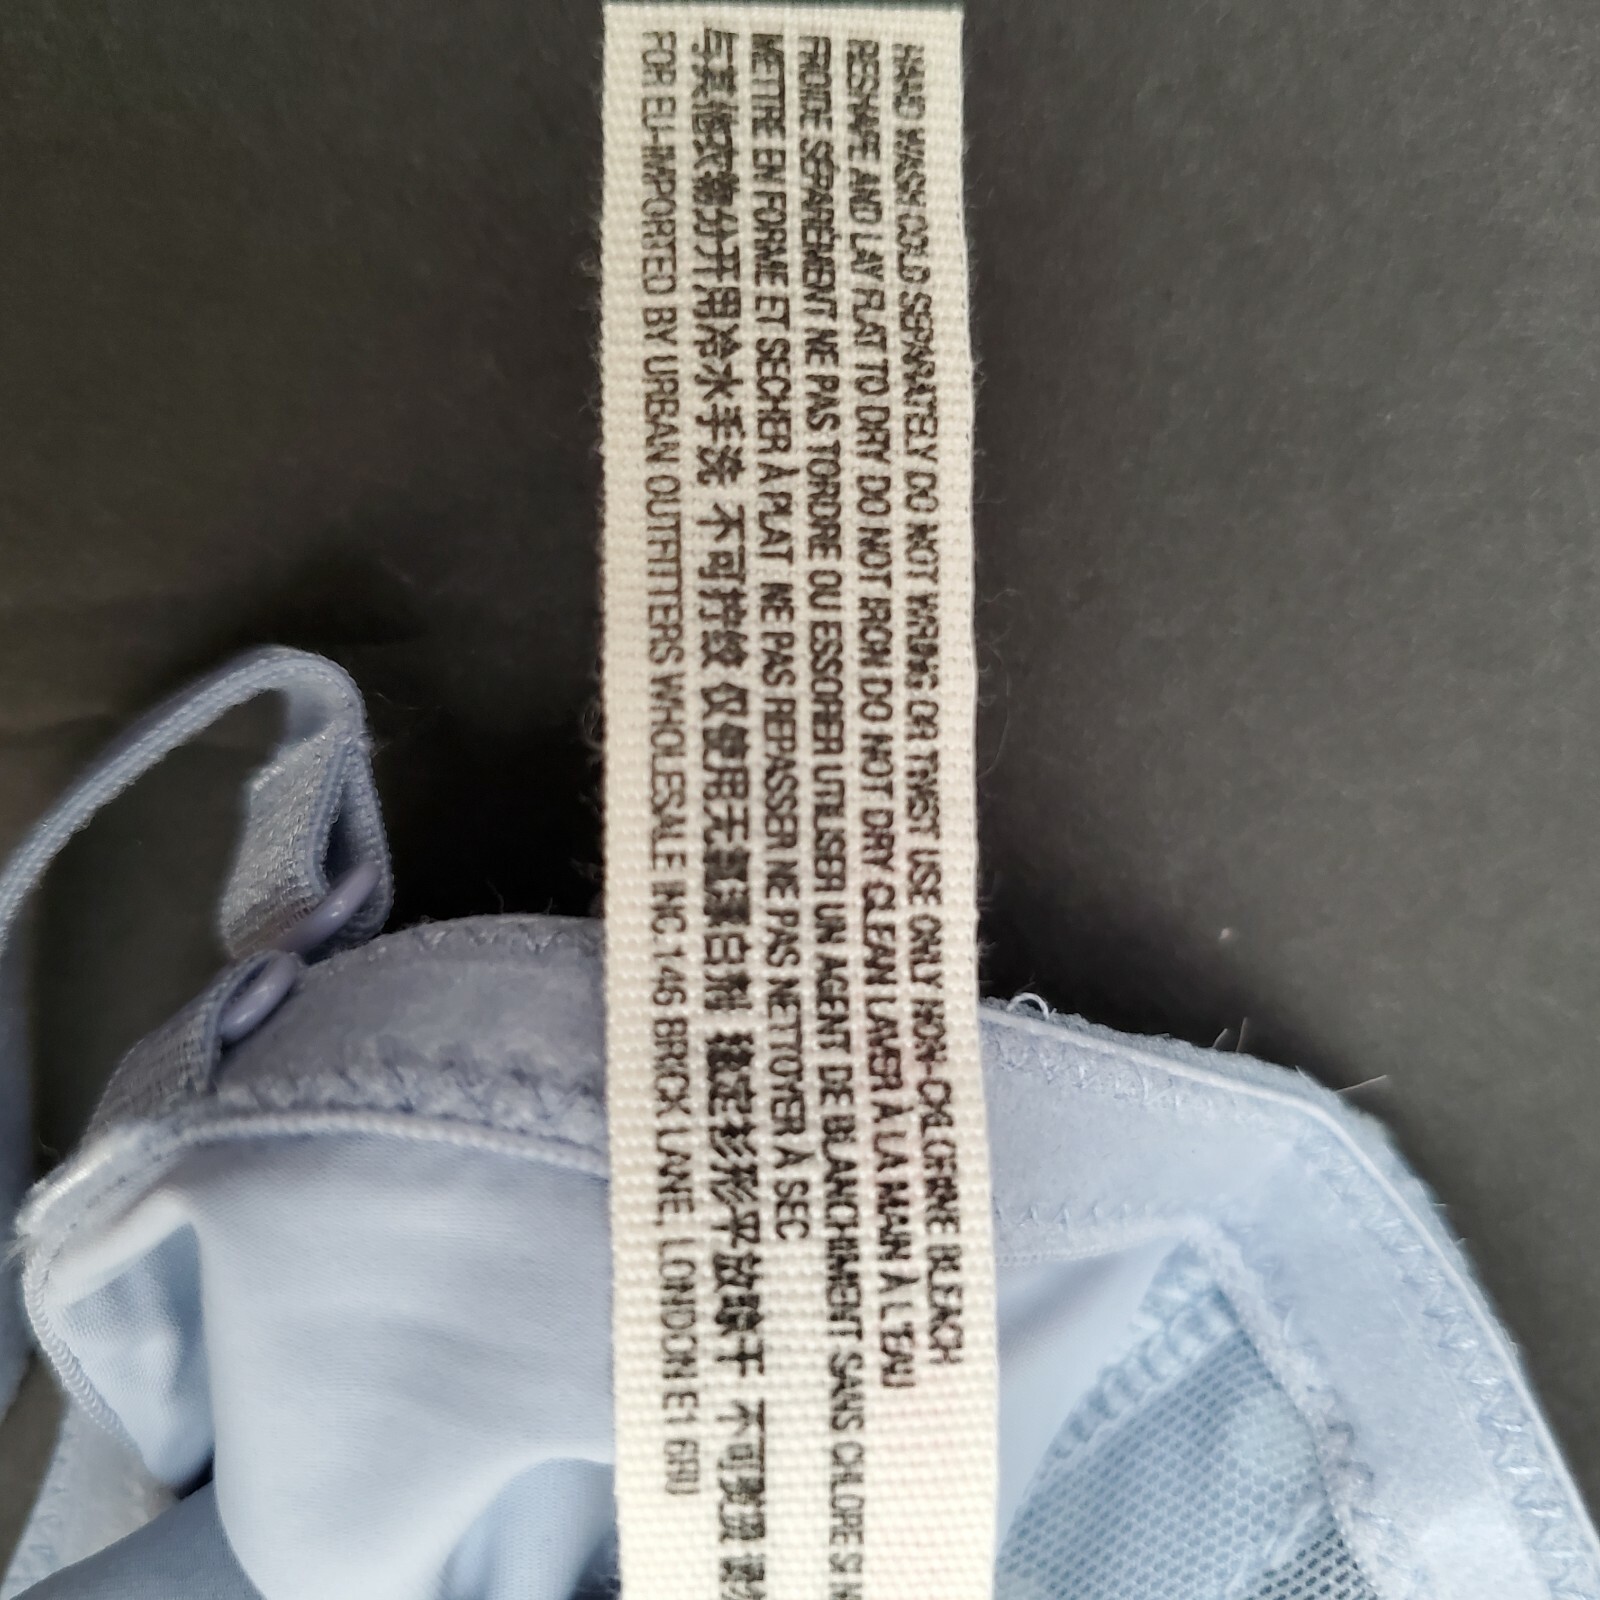 HAND WASH COLD SEPARATELY DO NOT WRING OR TWIST USE ONLY NON-CHLORINE BLEACH
RESHAPE AND LAY FLAT TO DRY DO NOT IRON DO NOT DRY CLEAN LAVER À LA MAIN À L'EAU
FROIDE SÉPARÉMENT NE PAS TORDRE OU ESSORER UTILISER UN AGENT DE BLANCHIMENT SANS CHLORE SI
METTRE EN FORME ET SECHER À PLAT NE PAS REPASSER NE PAS NETTOYER À SEC
与其他衣物分开用冷水手洗 不可拧绞 仅使用无氯漂白剂 稳定衫形平放晾干 不可熨烫
FOR EU-IMPORTED BY URBAN OUTFITTERS WHOLESALE INC.146 BRICK LANE, LONDON E1 6RU